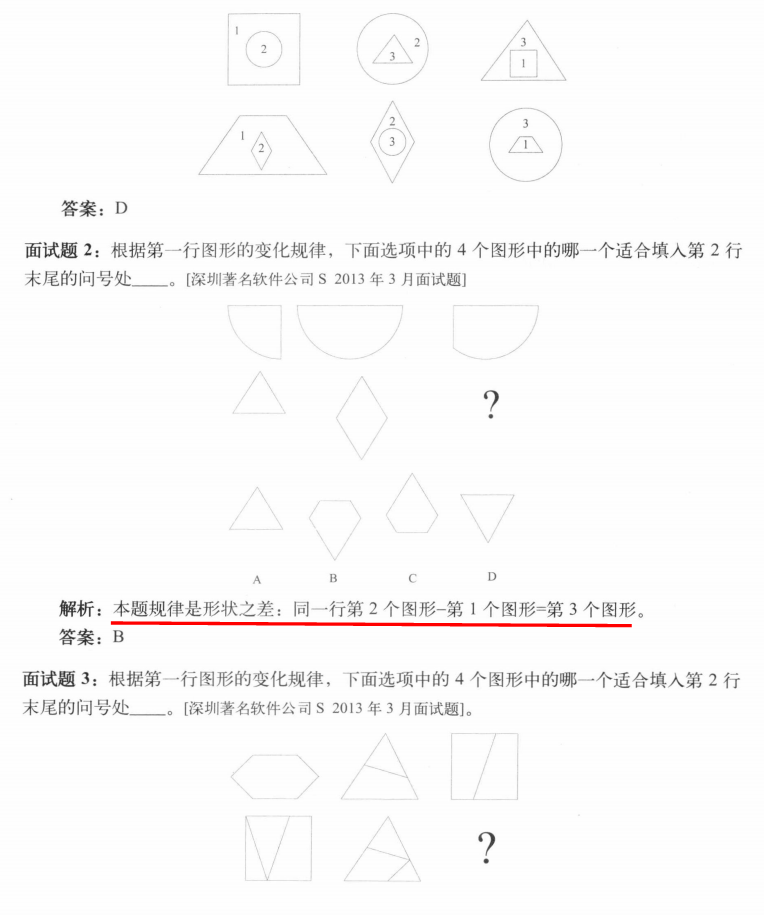 1
2
2
3
3
1
1
2
2
3
3
1
答案：D
面试题 2：根据第一行图形的变化规律，下面选项中的 4 个图形中的哪一个适合填入第 2 行
末尾的问号处____。[深圳著名软件公司 S 2013 年 3 月面试题]
?
A B C D
解析：本题规律是形状之差：同一行第 2 个图形–第 1 个图形=第 3 个图形。
答案：B
面试题 3：根据第一行图形的变化规律，下面选项中的 4 个图形中的哪一个适合填入第 2 行
末尾的问号处____。[深圳著名软件公司 S 2013 年 3 月面试题]。
?